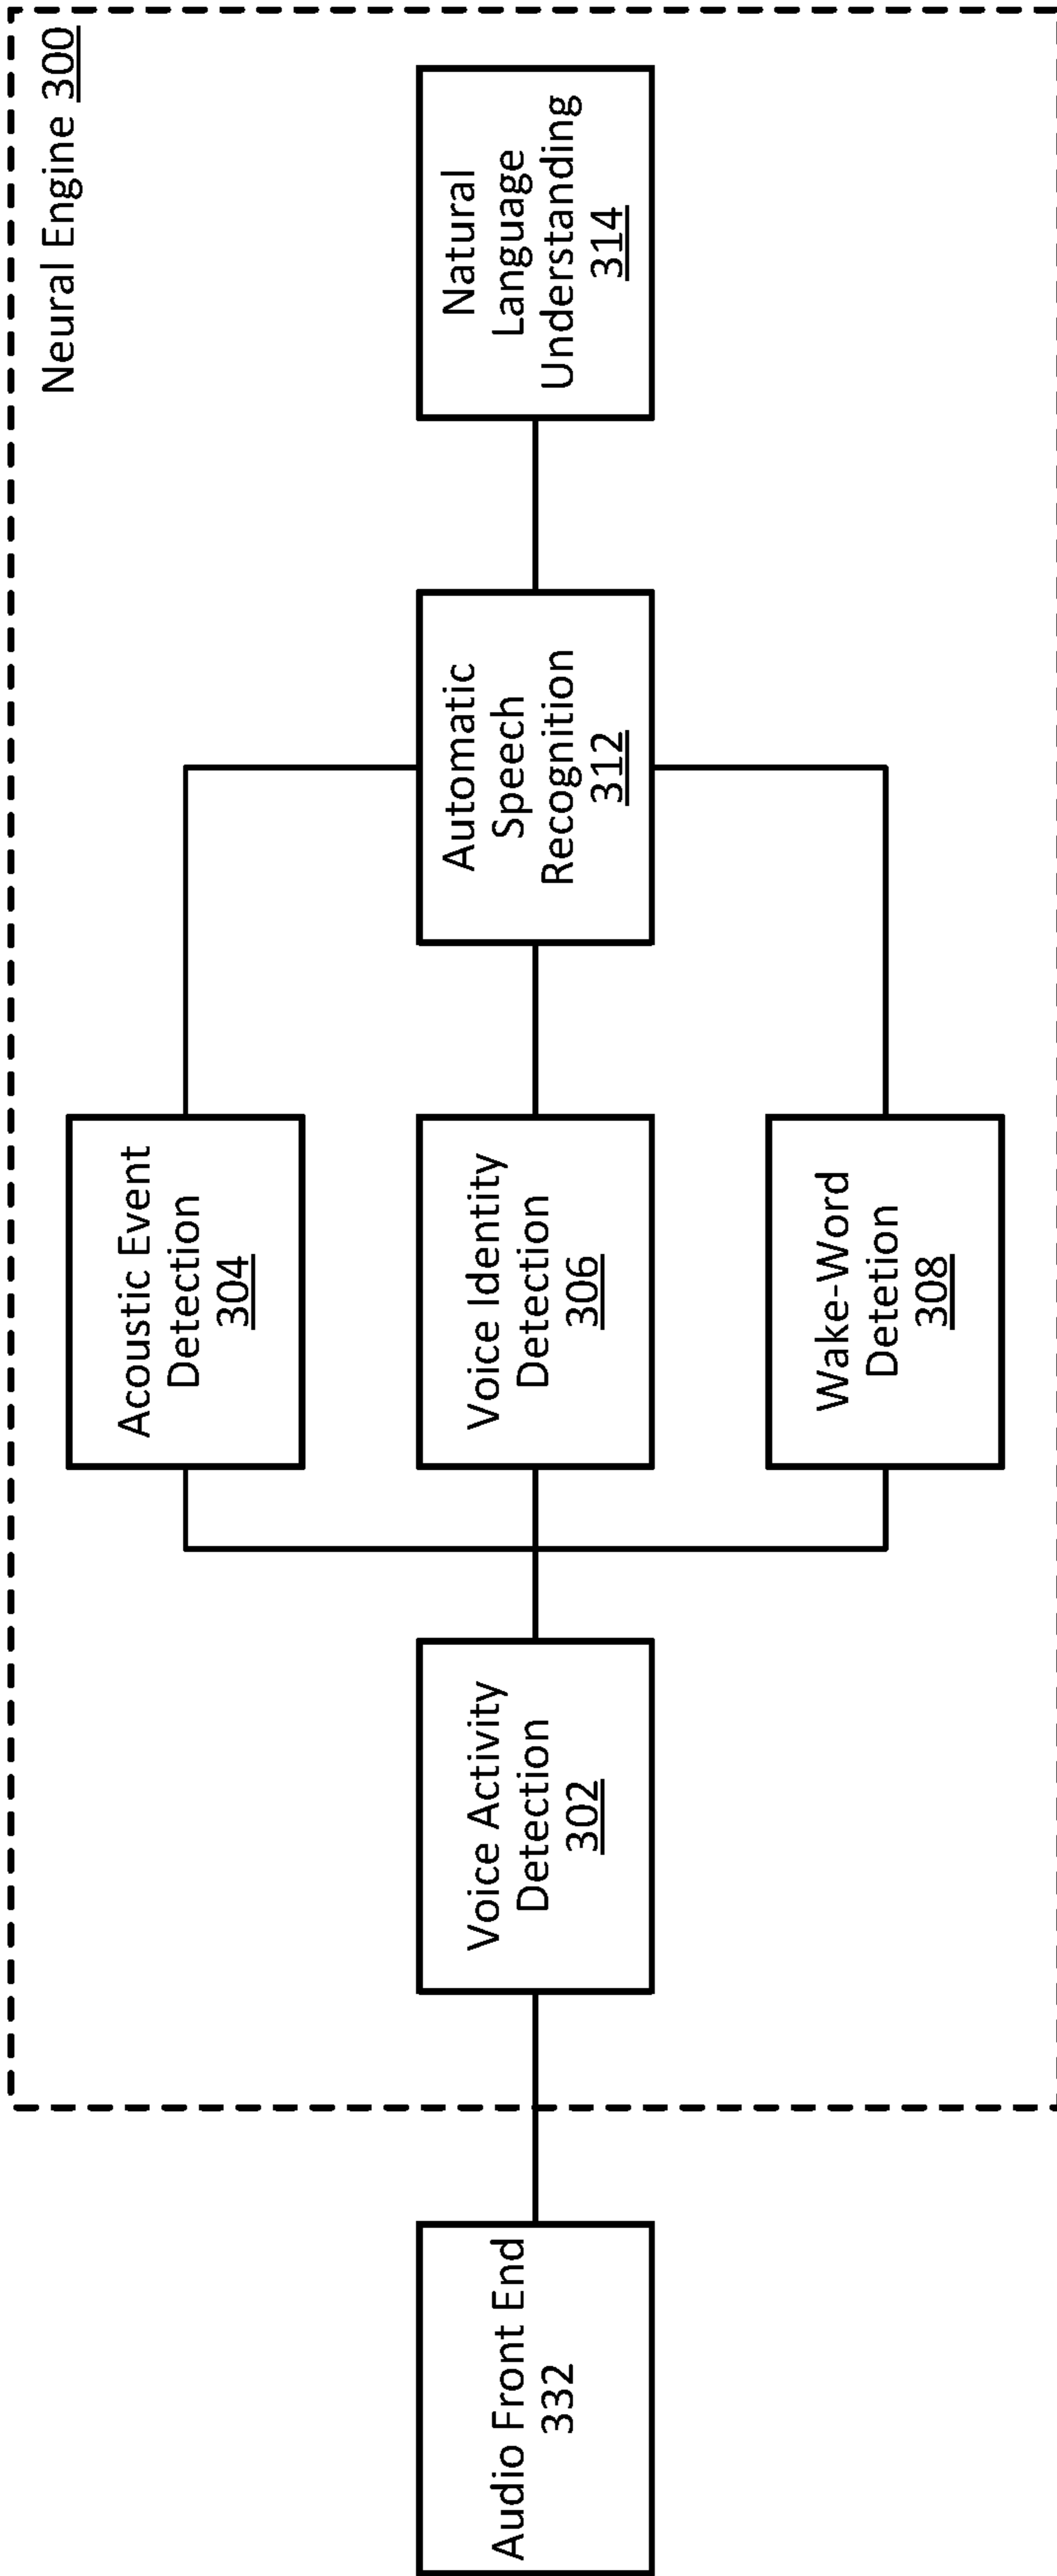 Neural Engine 300
Audio Front End
332
Voice Activity
Detection
302
Acoustic Event
Detection
304
Voice Identity
Detection
306
Wake-Word
Detetion
308
Automatic
Speech
Recognition
312
Natural
Language
Understanding
314